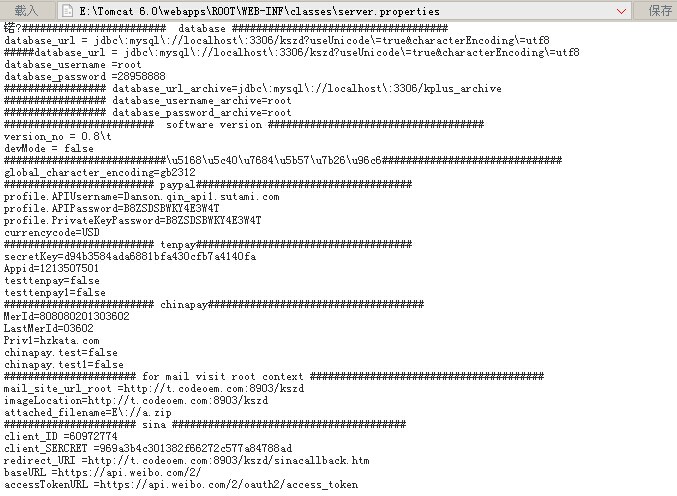 載入 E:\Tomcat 6.0\webapps\ROOT\WEB-INF\classes\server.properties 保存
锘?####################### database #################################
database_url = jdbc\:mysql\://localhost\:3306/kszd?useUnicode\=true&characterEncoding\=utf8
#####database_url = jdbc\:mysql\://localhost\:3306/kszd?useUnicode\=true&characterEncoding\=utf8
database_username =root
database_password =28958888
################# database_url_archive=jdbc\:mysql\://localhost\:3306/kplus_archive
################# database_username_archive=root
################# database_password_archive=root
######################### software version ####################################
version_no = 0.8\t
devMode = false
###########################\u5168\u5c40\u7684\u5b57\u7b26\u96c6##############################
global_character_encoding=gb2312
######################### paypal####################################
profile.APIUsername=Danson.qin_api1.sutami.com
profile.APIPassword=B8ZSDSBWKY4E3W4T
profile.PrivateKeyPassword=B8ZSDSBWKY4E3W4T
currencycode=USD
######################### tenpay####################################
secretKey=d94b3584ada6881bfa430cfb7a4140fa
Appid=1213507501
testtenpay=false
testtenpay1=false
######################### chinapay####################################
MerId=808080201303602
LastMerId=03602
Priv1=hzkata.com
chinapay.test=false
chinapay.test1=false
###################### for mail visit root context #######################################
mail_site_url_root =http://t.codeoem.com:8903/kszd
imageLocation=http://t.codeoem.com:8903/kszd
attached_filename=E\://a.zip
###################### sina #######################################
client_ID =60972774
client_SERCRET =969a3b4c301382f66272c577a84788ad
redirect_URI =http://t.codeoem.com:8903/kszd/sinacallback.htm
baseURL =https://api.weibo.com/2/
accessTokenURL =https://api.weibo.com/2/oauth2/access_token